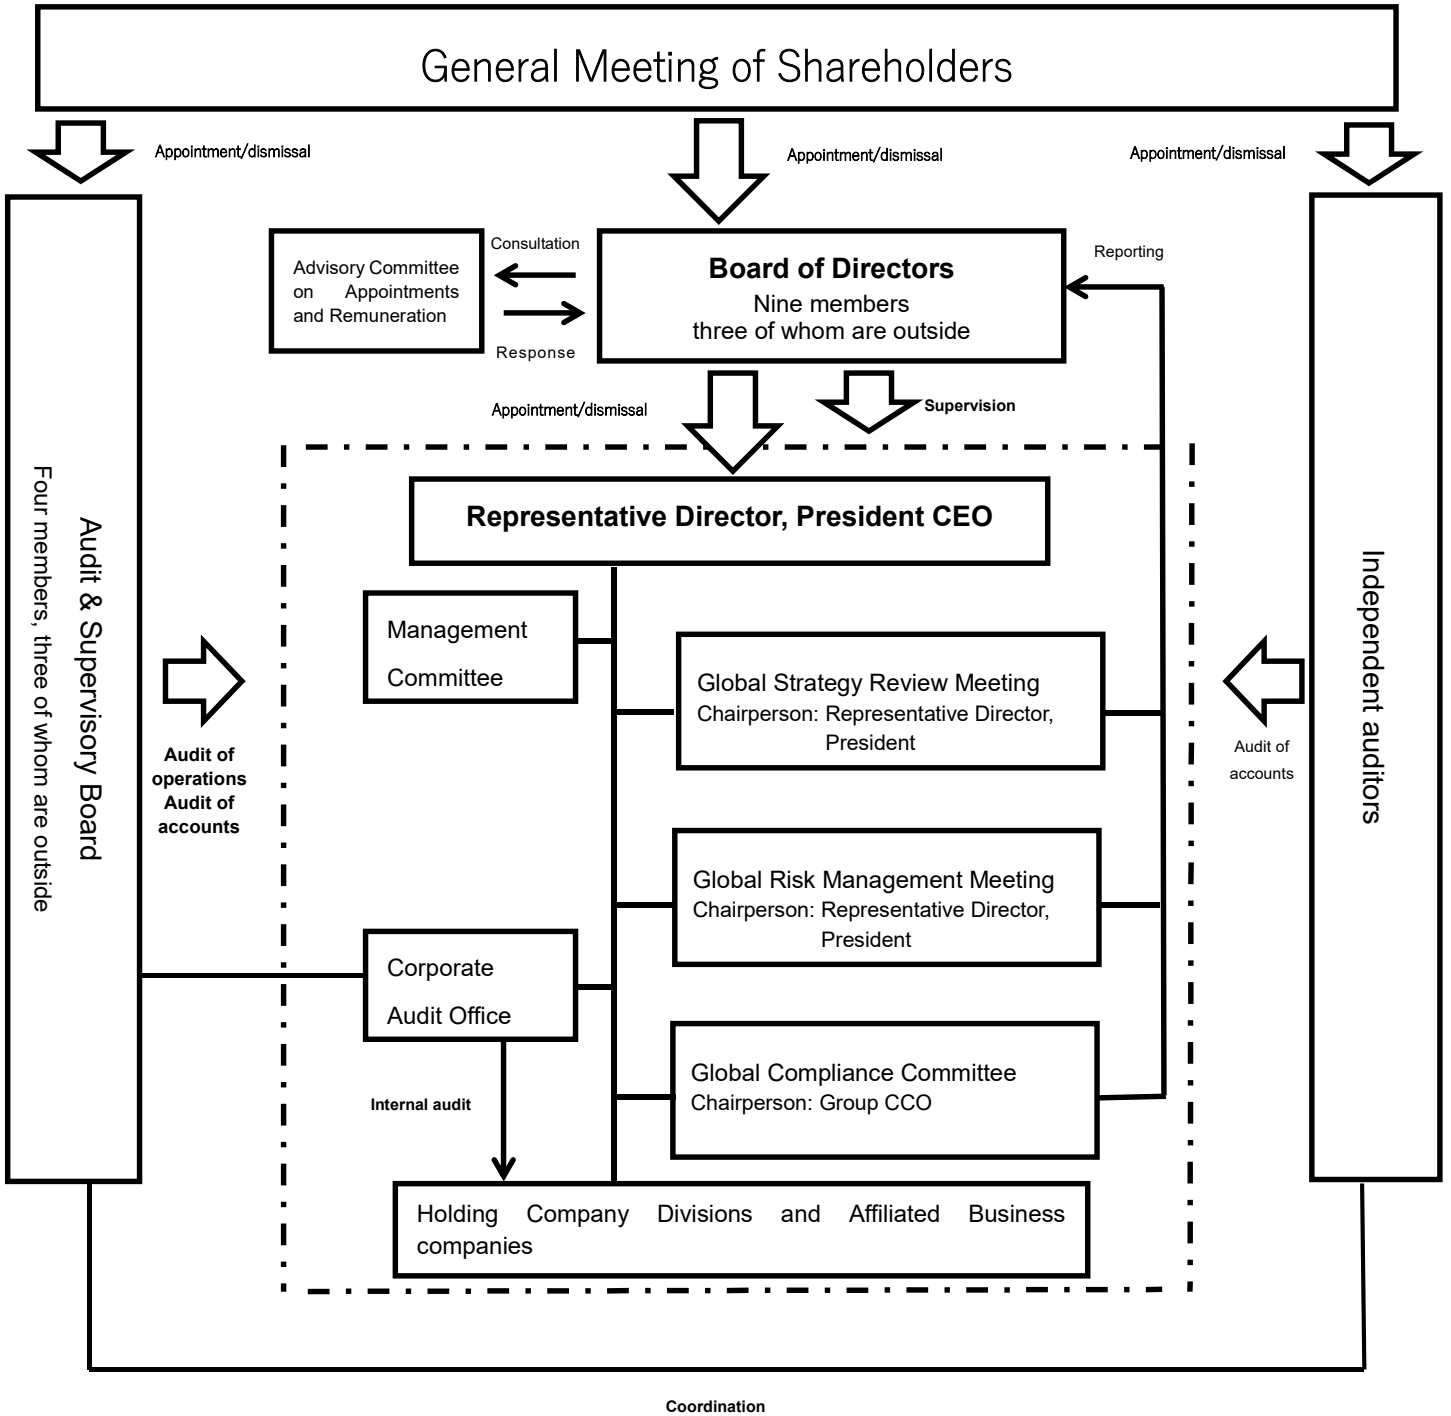 General Meeting of Shareholders
Appointment/dismissal
Appointment/dismissal
Appointment/dismissal
Advisory Committee
on Appointments
and Remuneration
Consultation
Response
Board of Directors
Nine members
three of whom are outside
Reporting
Appointment/dismissal
Supervision
Representative Director, President CEO
Audit & Supervisory Board
Four members, three of whom are outside
Audit of
operations
Audit of
accounts
Management
Committee
Global Strategy Review Meeting
Chairperson: Representative Director,
President
Independent auditors
Audit of
accounts
Global Risk Management Meeting
Chairperson: Representative Director,
President
Corporate
Audit Office
Global Compliance Committee
Chairperson: Group CCO
Internal audit
Holding Company Divisions and Affiliated Business
companies
Coordination